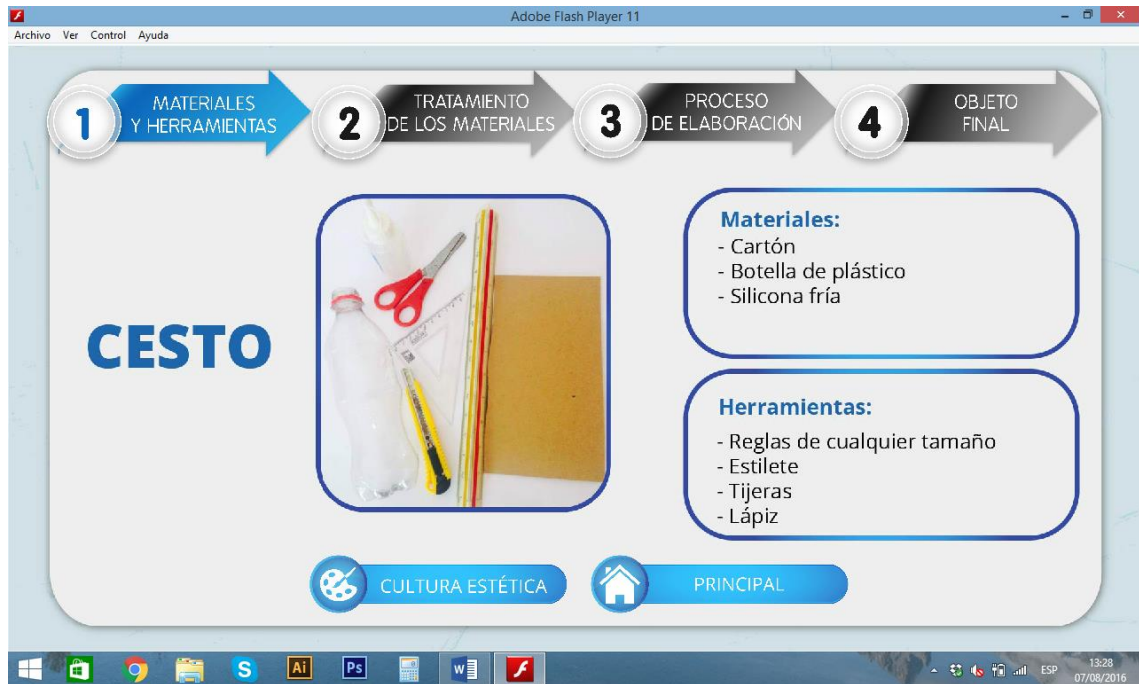 Adobe Flash Player 11
Archivo Ver Control Ayuda
1
MATERIALES
Y HERRAMIENTAS
2
TRATAMIENTO
DE LOS MATERIALES
3
PROCESO
DE ELABORACIÓN
4
OBJETO
FINAL
CESTO
Materiales:
- Cartón
- Botella de plástico
- Silicona fría
Herramientas:
- Reglas de cualquier tamaño
- Estilete
- Tijeras
- Lápiz
CULTURA ESTÉTICA
PRINCIPAL
S
Ai
Ps
W
ESP
13:28
07/08/2016